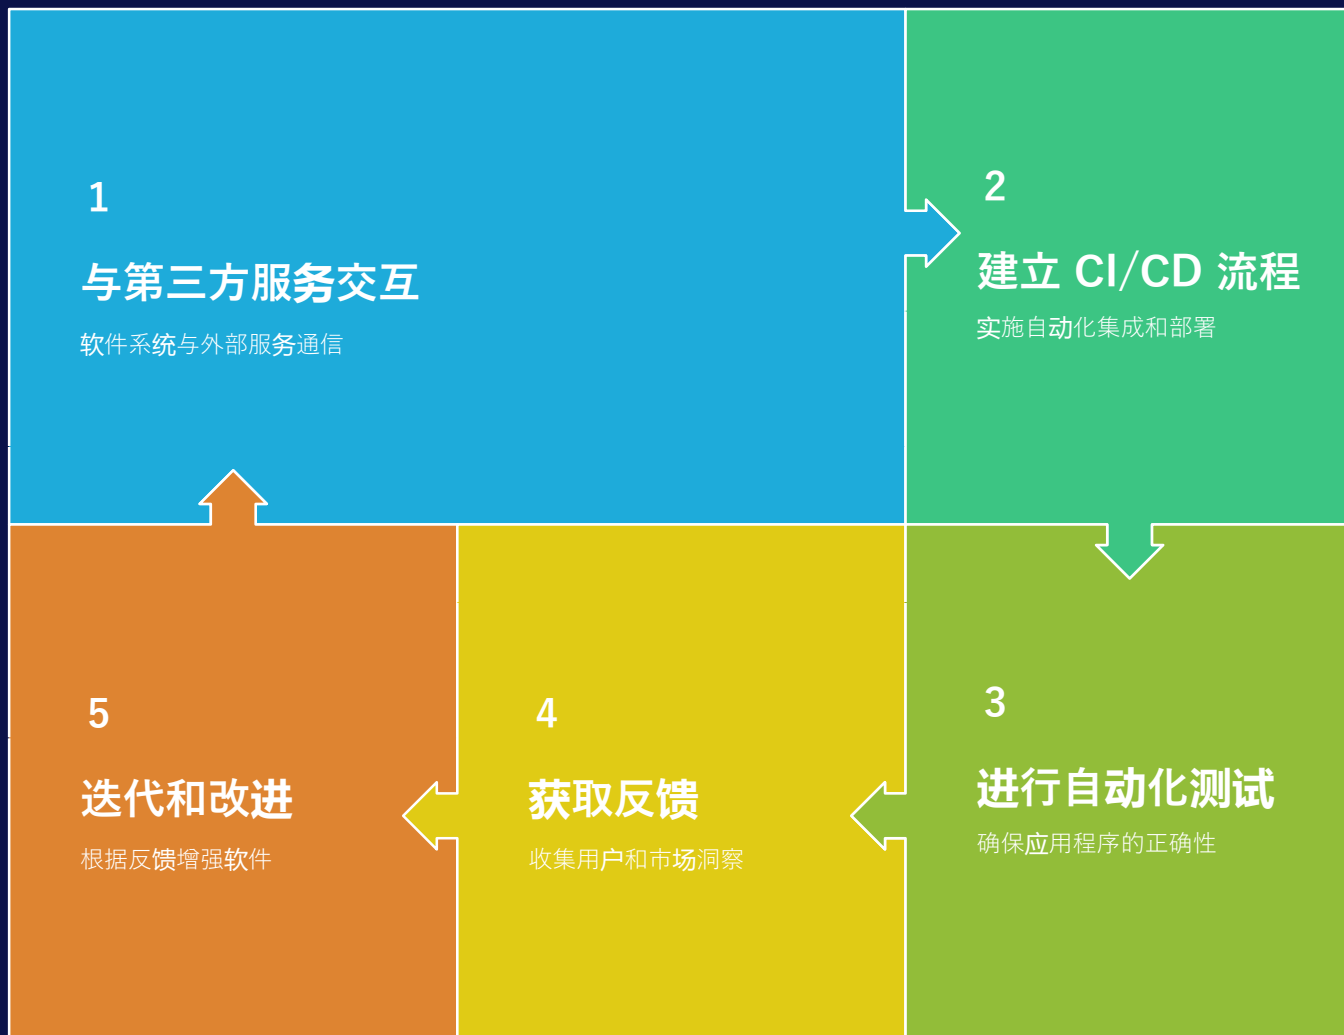 1
与第三方服务交互
软件系统与外部服务通信
2
建立 CI/CD 流程
实施自动化集成和部署
3
进行自动化测试
确保应用程序的正确性
4
获取反馈
收集用户和市场洞察
5
迭代和改进
根据反馈增强软件